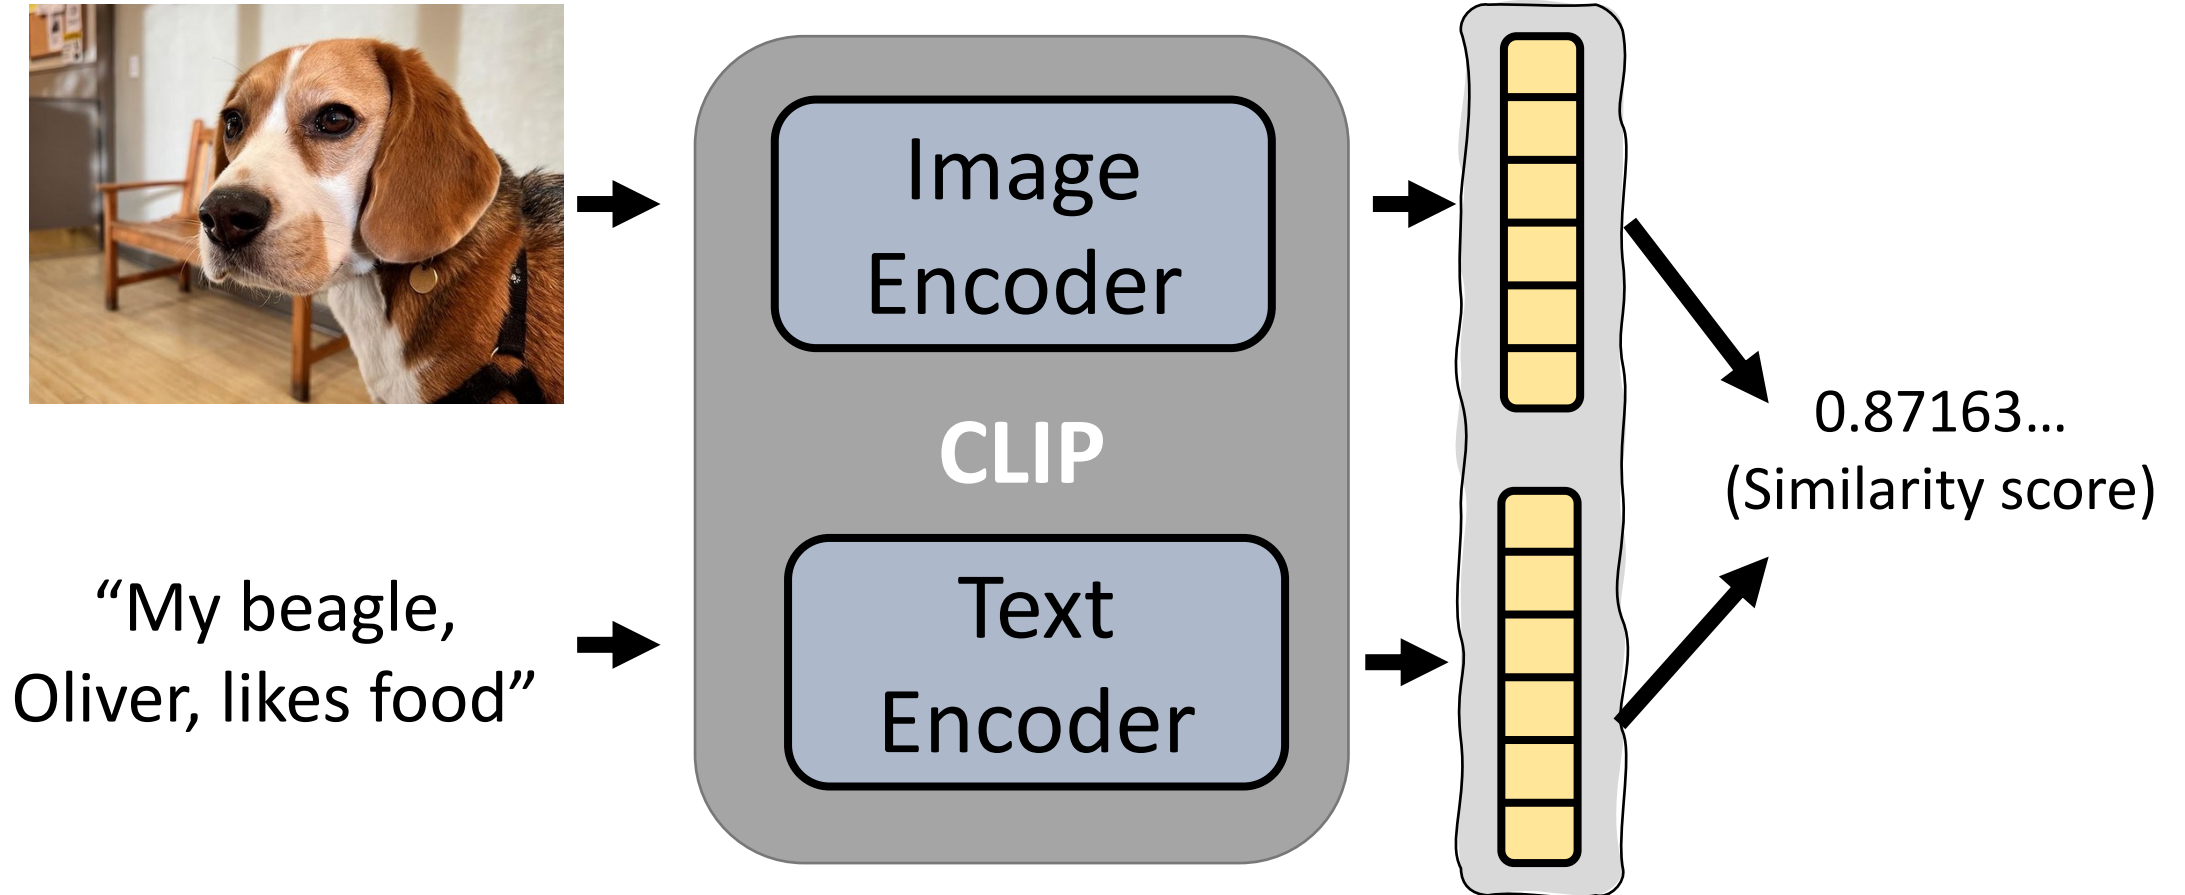 Image
Encoder
CLIP
“My beagle,
Oliver, likes food”
Text
Encoder
0.87163...
(Similarity score)